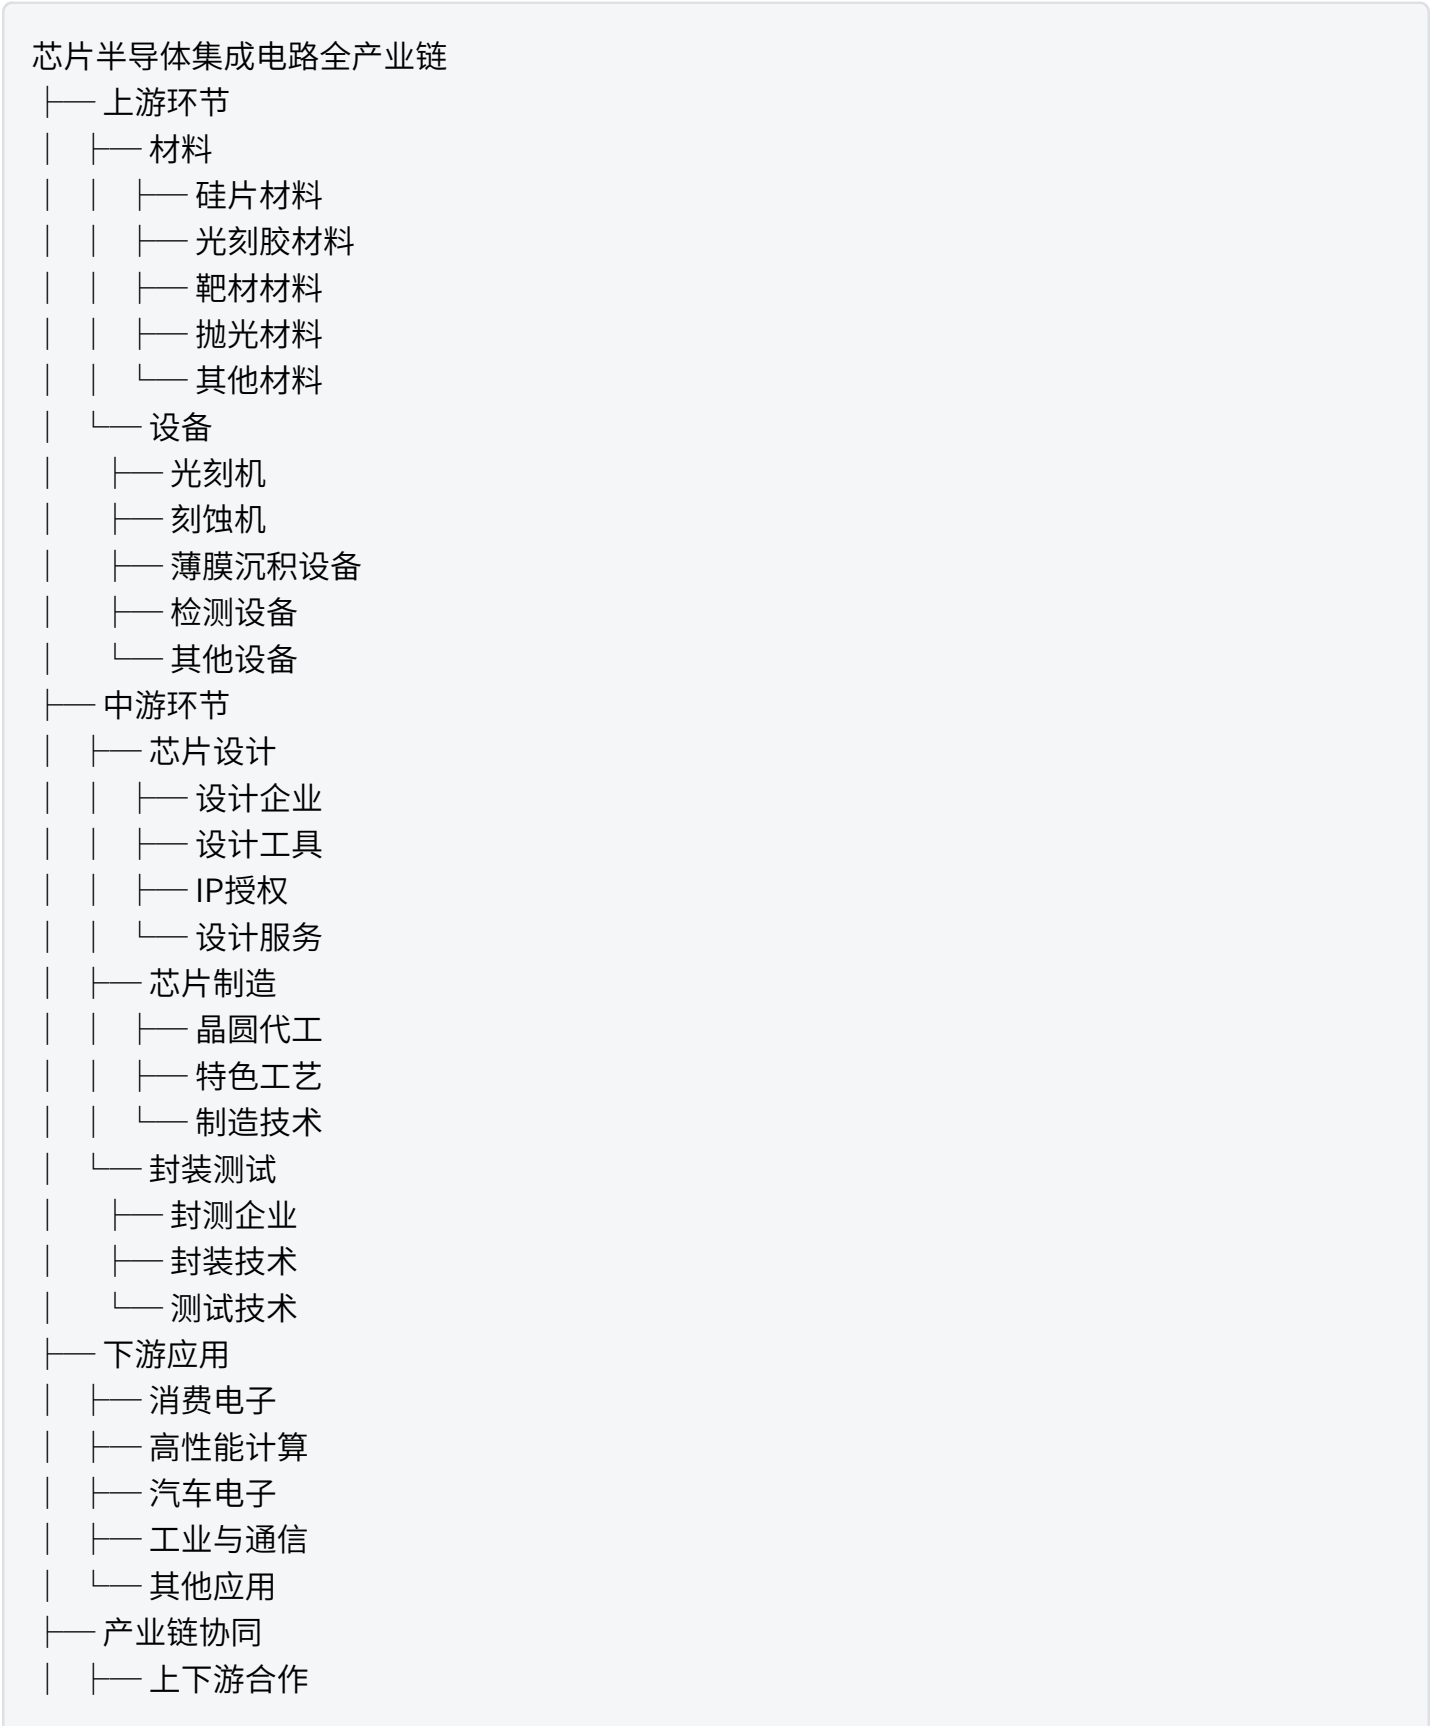 芯片半导体集成电路全产业链
├── 上游环节
│   ├── 材料
│   │   ├── 硅片材料
│   │   ├── 光刻胶材料
│   │   ├── 靶材材料
│   │   ├── 抛光材料
│   │   └── 其他材料
│   └── 设备
│       ├── 光刻机
│       ├── 刻蚀机
│       ├── 薄膜沉积设备
│       ├── 检测设备
│       └── 其他设备
├── 中游环节
│   ├── 芯片设计
│   │   ├── 设计企业
│   │   ├── 设计工具
│   │   ├── IP授权
│   │   └── 设计服务
│   ├── 芯片制造
│   │   ├── 晶圆代工
│   │   ├── 特色工艺
│   │   └── 制造技术
│   └── 封装测试
│       ├── 封测企业
│       ├── 封装技术
│       └── 测试技术
├── 下游应用
│   ├── 消费电子
│   ├── 高性能计算
│   ├── 汽车电子
│   ├── 工业与通信
│   └── 其他应用
├── 产业链协同
│   ├── 上下游合作